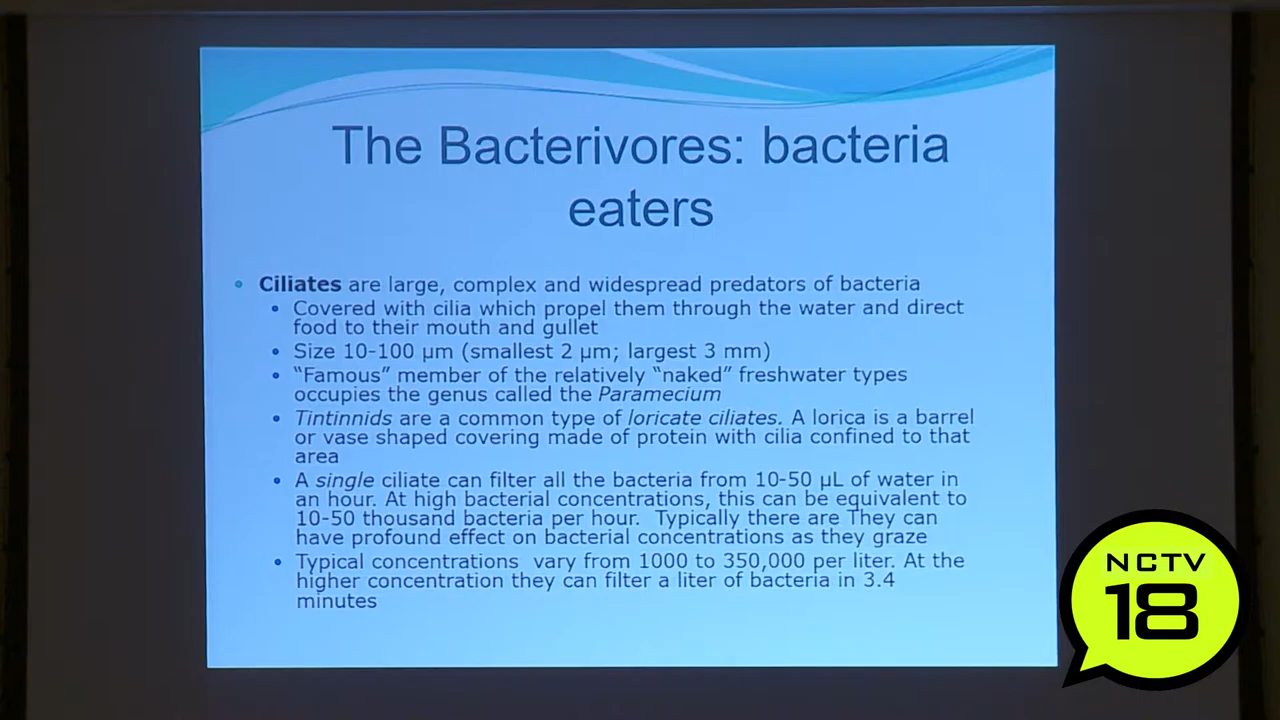 The Bacterivores: bacteria
eaters
Ciliates are large, complex and widespread predators of bacteria
Covered with cilia which propel them through the water and direct
food to their mouth and gullet
Size 10-100 µm (smallest 2 µm; largest 3 mm)
“Famous” member of the relatively “naked” freshwater types
occupies the genus called the Paramecium
Tintinnids are a common type of loricate ciliates. A lorica is a barrel
or vase shaped covering made of protein with cilia confined to that
area
A single ciliate can filter all the bacteria from 10-50 µL of water in
an hour. At high bacterial concentrations, this can be equivalent to
10-50 thousand bacteria per hour. Typically there are They can
have profound effect on bacterial concentrations as they graze
Typical concentrations vary from 1000 to 350,000 per liter. At the
higher concentration they can filter a liter of bacteria in 3.4
minutes
NCTV
18